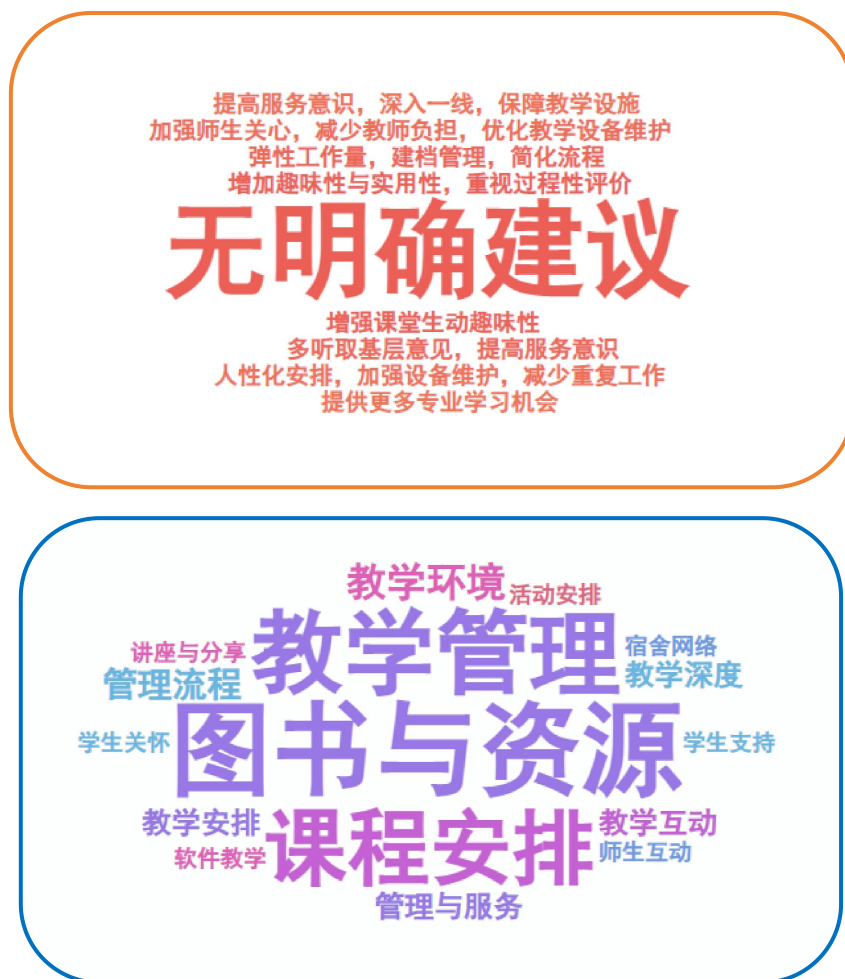 提高服务意识，深入一线，保障教学设施
加强师生关心，减少教师负担，优化教学设备维护
弹性工作量，建档管理，简化流程
增加趣味性与实用性，重视过程性评价
无明确建议
增强课堂生动趣味性
多听取基层意见，提高服务意识
人性化安排，加强设备维护，减少重复工作
提供更多专业学习机会
教学环境
活动安排
讲座与分享
教学管理
宿舍网络
管理流程
教学深度
学生关怀
图书与资源
学生支持
教学安排
课程安排
教学互动
软件教学
师生互动
管理与服务